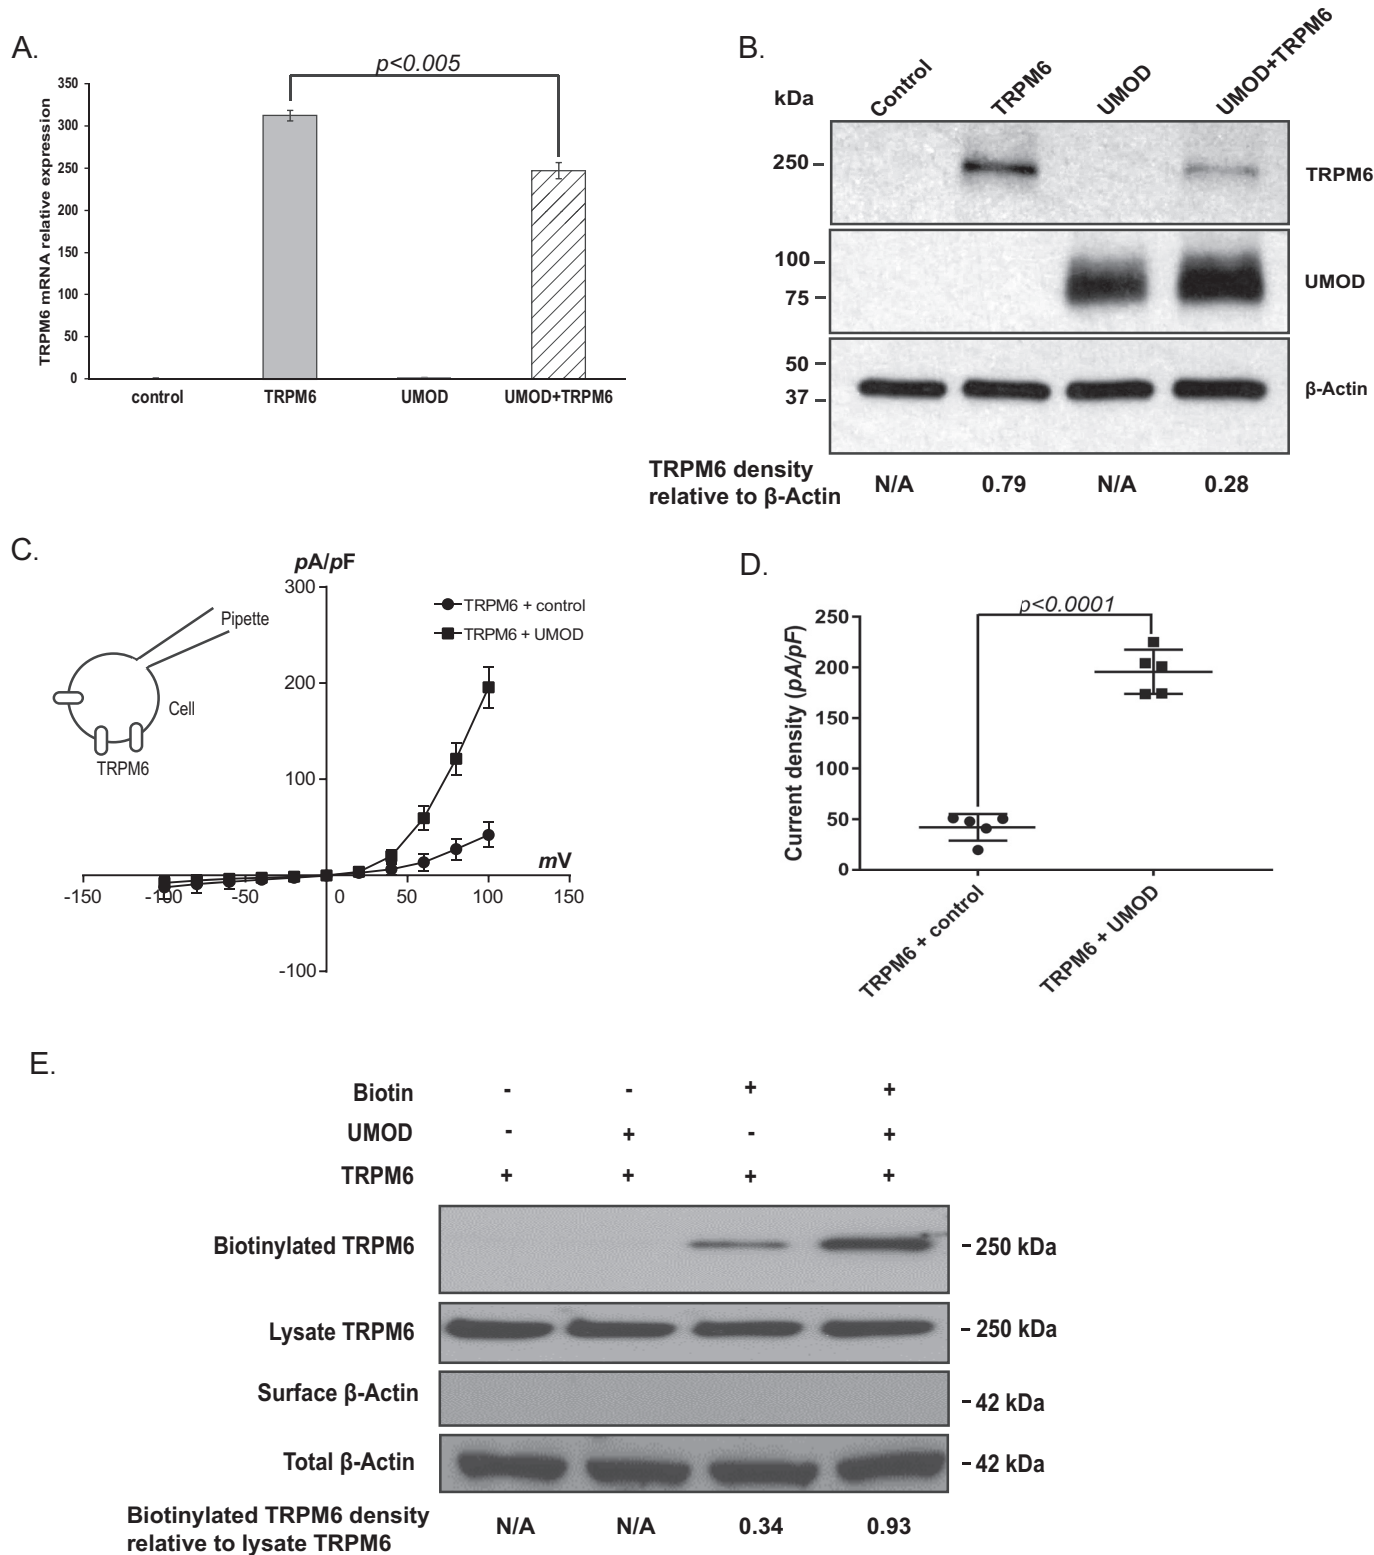 A.
p<0.005
TRPM6 mRNA relative expression
350
300
250
200
150
100
50
0
control TRPM6 UMOD UMOD+TRPM6
B.
kDa
Control TRPM6 UMOD UMOD+TRPM6
250
TRPM6
100
75
UMOD
50
37
β-Actin
TRPM6 density
relative to β-Actin
N/A 0.79 N/A 0.28
C.
pA/pF
300
200
100
-100
TRPM6 + control
TRPM6 + UMOD
Pipette
Cell
TRPM6
mV
-150 -100 -50 0 50 100 150
D.
p<0.0001
Current density (pA/pF)
250
200
150
100
50
0
TRPM6 + control
TRPM6 + UMOD
E.
Biotin - - + +
UMOD - + - +
TRPM6 + + + +
Biotinylated TRPM6 250 kDa
Lysate TRPM6 250 kDa
Surface β-Actin 42 kDa
Total β-Actin 42 kDa
Biotinylated TRPM6 density
relative to lysate TRPM6
N/A N/A 0.34 0.93